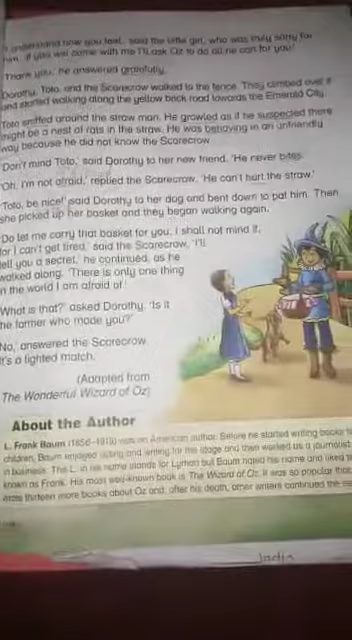 I understand how you feel,' said the little girl, who was truly sorry for
him. 'If you will come with me I'll ask Oz to do all he can for you.'
Thank you,' he answered gratefully.
Dorothy, Toto, and the Scarecrow walked to the fence. They climbed over it
and started walking along the yellow brick road towards the Emerald City.
Toto sniffed around the straw man. He growled as if he suspected there
might be a nest of rats in the straw. He was behaving in an unfriendly
way because he did not know the Scarecrow.
'Don't mind Toto,' said Dorothy to her new friend. 'He never bites.'
'Oh, I'm not afraid,' replied the Scarecrow. 'He can't hurt the straw.'
'Toto, be nice!' said Dorothy to her dog and bent down to pat him. Then
she picked up her basket and they began walking again.
'Do let me carry that basket for you. I shall not mind it,
for I can't get tired,' said the Scarecrow. 'I'll
tell you a secret,' he continued, as he
walked along. 'There is only one thing
in the world I am afraid of.'
What is that?' asked Dorothy. 'Is it
the farmer who made you?'
No,' answered the Scarecrow.
It's a lighted match.
(Adapted from
The Wonderful Wizard of Oz)
About the Author
L. Frank Baum (1856–1919) was an American author. Before he started writing books for
children, Baum enjoyed acting and writing for the stage and then worked as a journalist
in business. The L. in his name stands for Lyman but Baum hated his name and liked to
known as Frank. His most well-known book is The Wizard of Oz. It was so popular that
wrote thirteen more books about Oz and, after his death, other writers continued the se